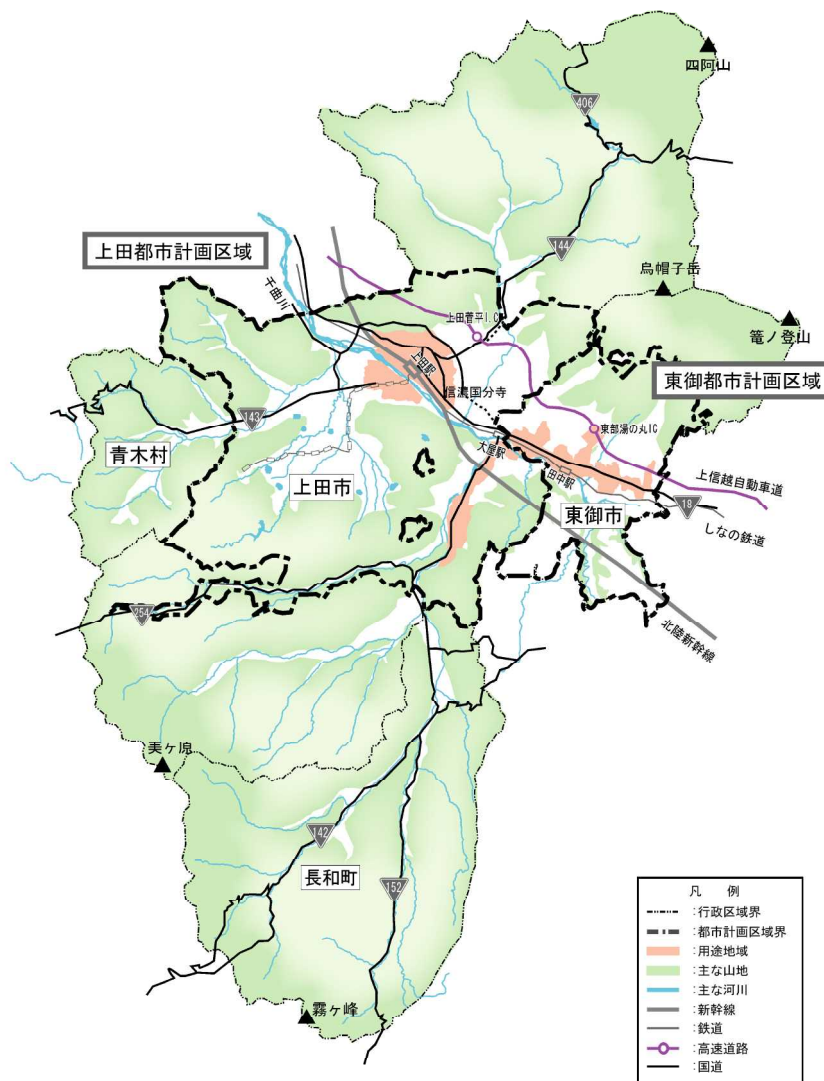 四阿山
406
上田都市計画区域
144
千曲川
烏帽子岳
上田菅平I.C
篭ノ登山
上田駅
東御都市計画区域
信濃国分寺
143
東部湯の丸IC
青木村
大屋駅
上田市
田中駅
上信越自動車道
東御市
18
しなの鉄道
254
北陸新幹線
美ケ原
142
長和町
152
霧ケ峰
凡 例
:行政区域界
:都市計画区域界
:用途地域
:主な山地
:主な河川
:新幹線
:鉄道
:高速道路
:国道